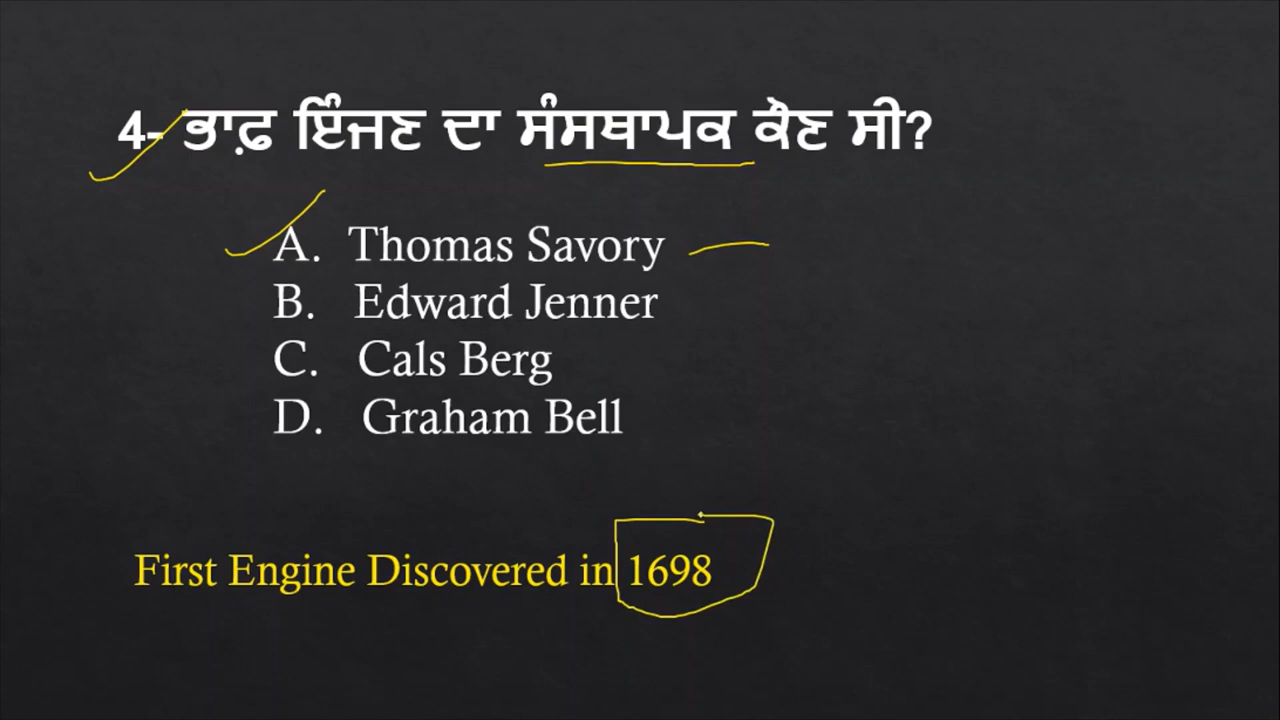 4- ਭਾਫ਼ ਇੰਜਣ ਦਾ ਸੰਸਥਾਪਕ ਕੌਣ ਸੀ?
A. Thomas Savory
B. Edward Jenner
C. Cals Berg
D. Graham Bell
First Engine Discovered in 1698